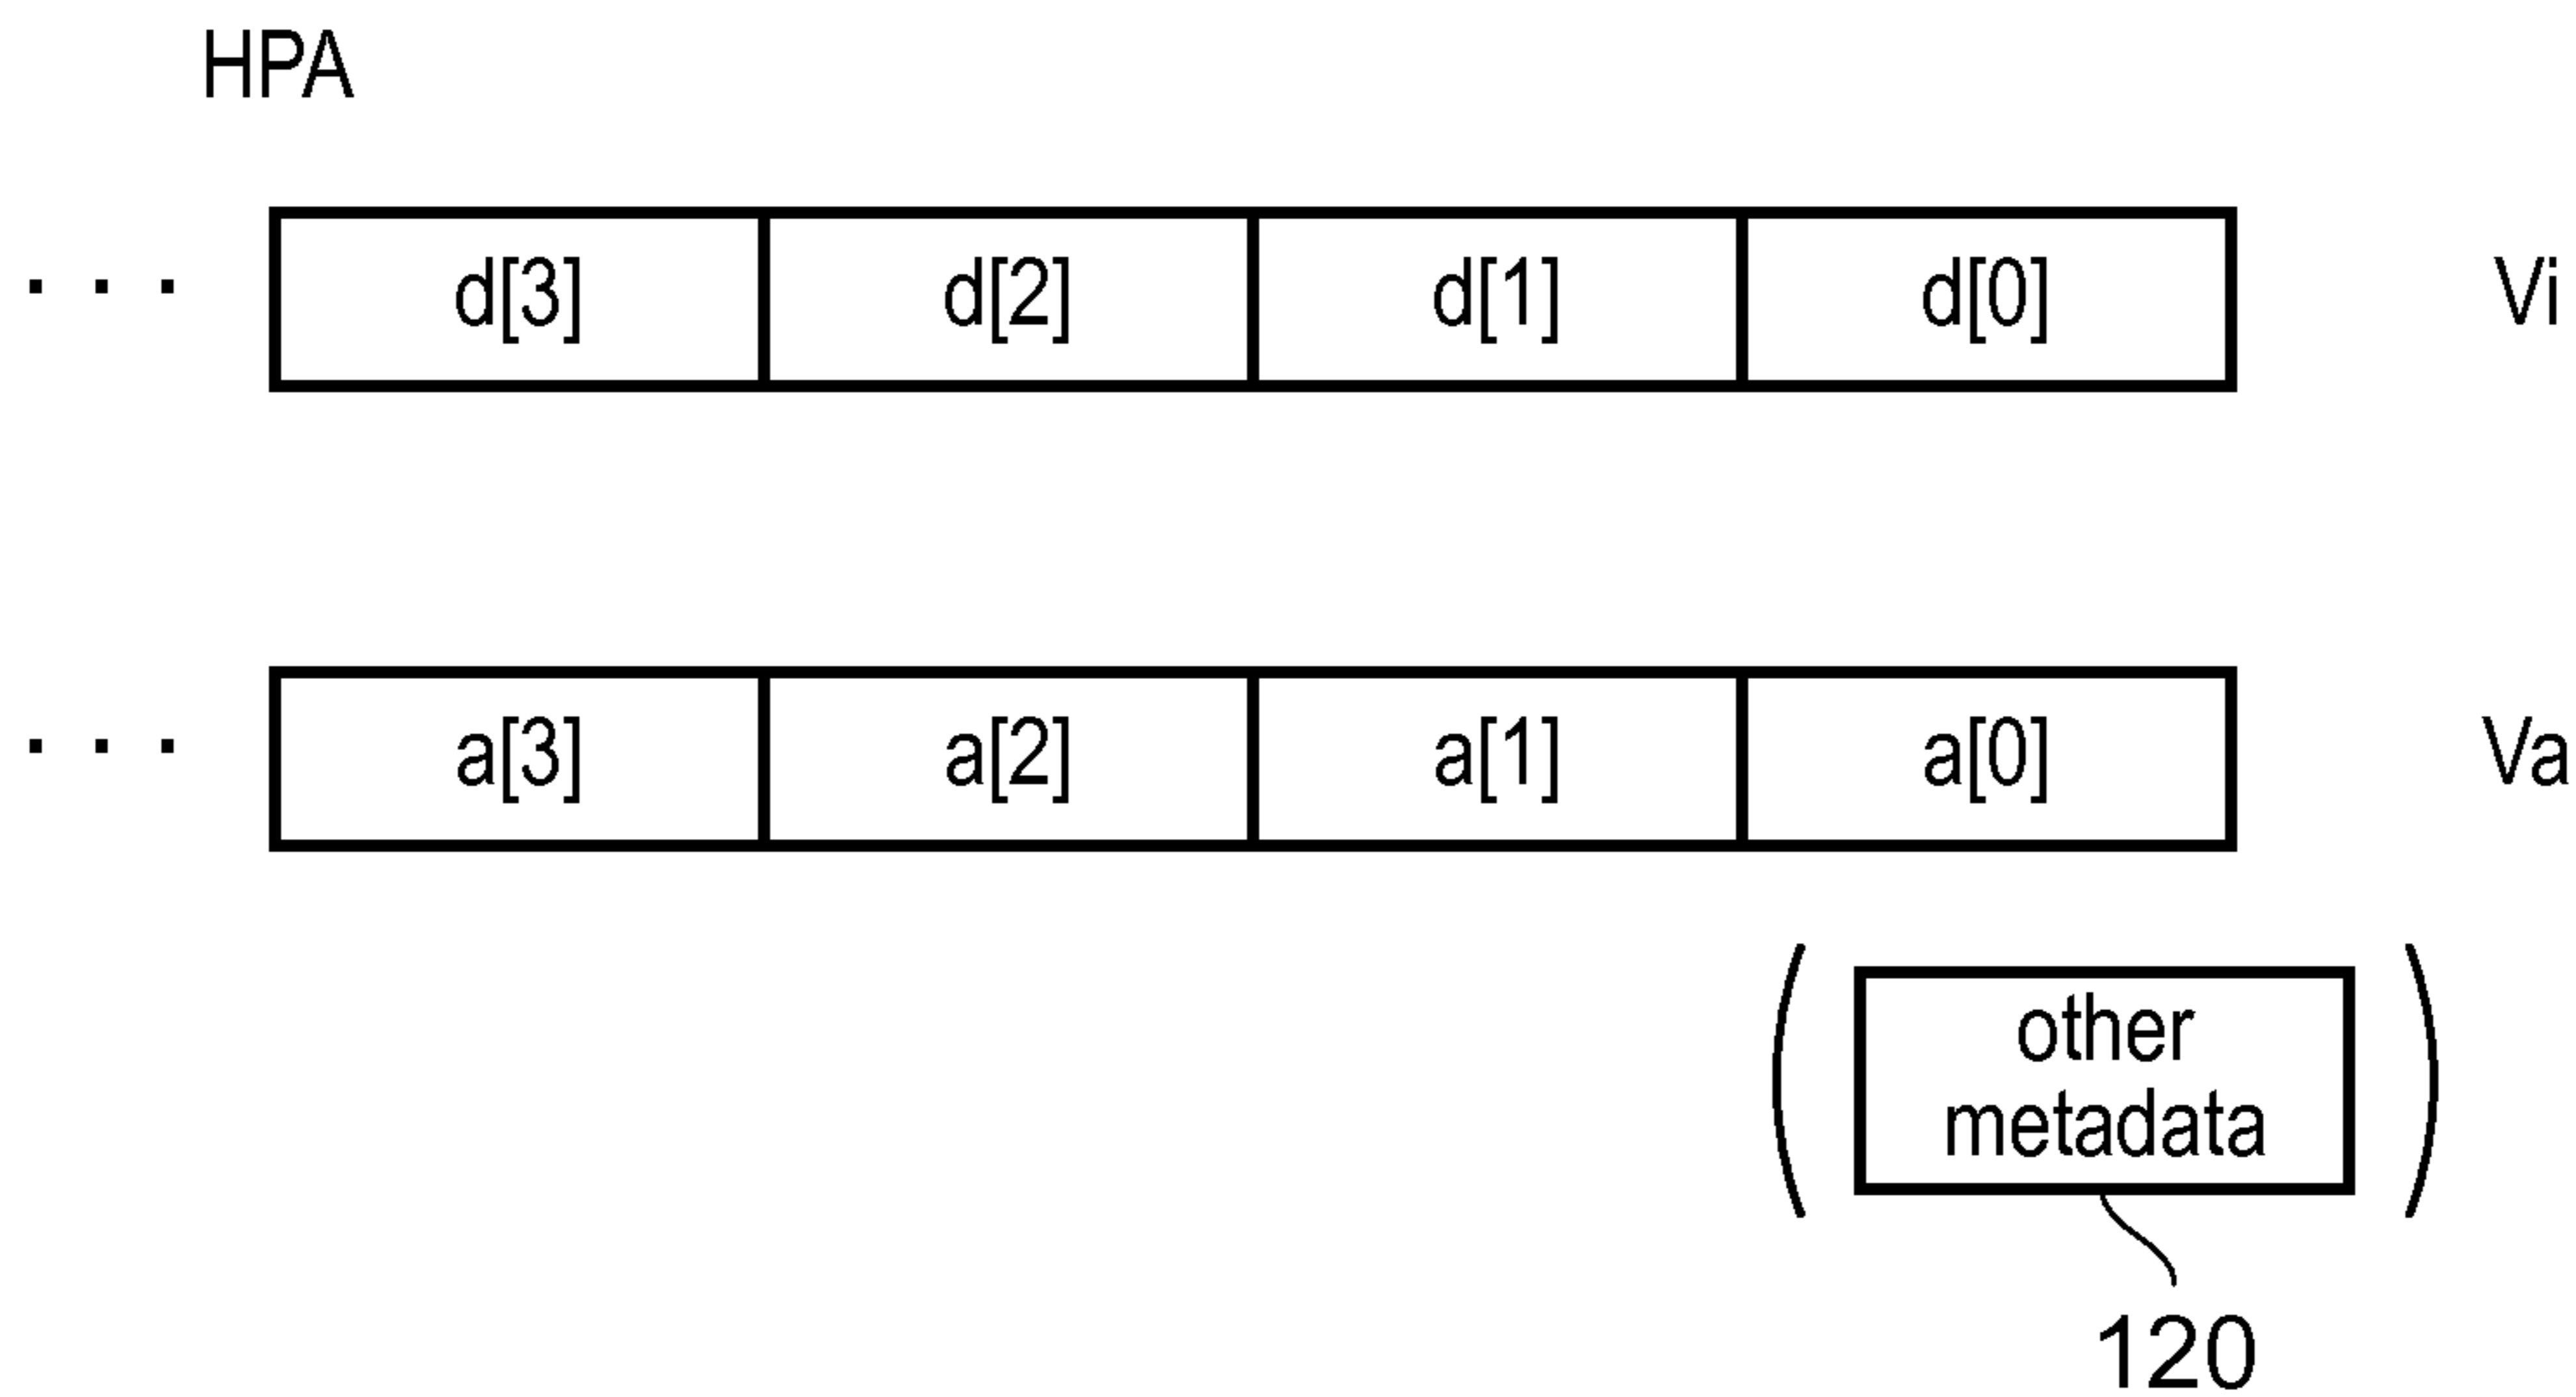 HPA
· · · d[3] d[2] d[1] d[0] Vi
· · · a[3] a[2] a[1] a[0] Va
other
metadata
120